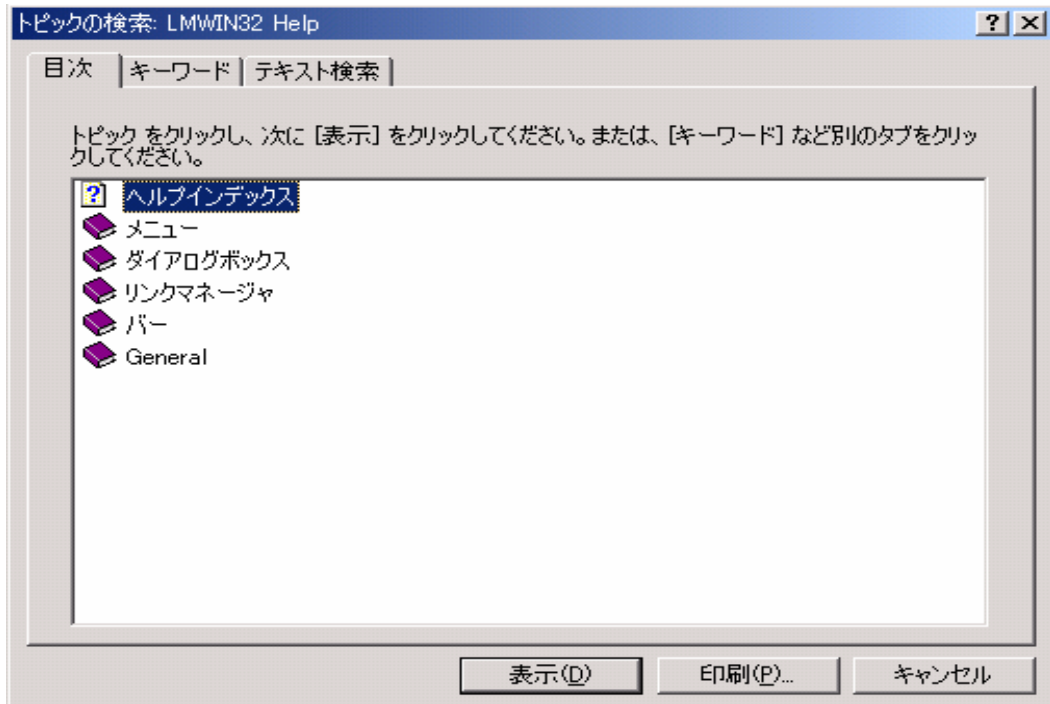 トピックの検索: LMWIN32 Help
目次 キーワード テキスト検索
トピック をクリックし、次に [表示] をクリックしてください。または、[キーワード] など別のタブをクリッ
クしてください。
ヘルプインデックス
メニュー
ダイアログボックス
リンクマネージャ
バー
General
表示(D) 印刷(P)... キャンセル